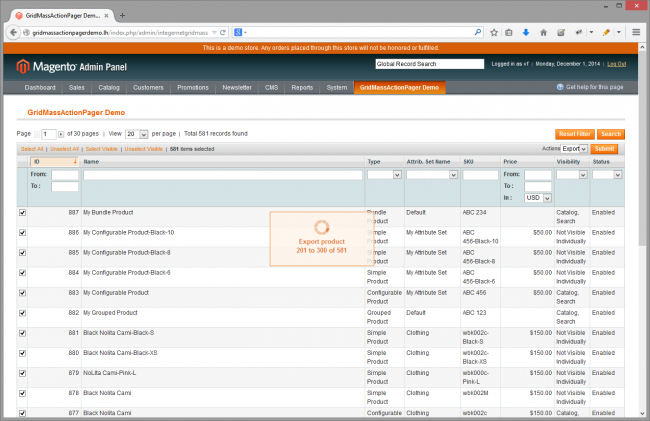 GridMassActionPager Demo...
gridmassactionpagerdemo.lh/index.php/admin/integernetgridmass
This is a demo store. Any orders placed through this store will not be honored or fulfilled.
Magento Admin Panel
Global Record Search
Logged in as vf | Monday, December 1, 2014 | Log Out
Dashboard Sales Catalog Customers Promotions Newsletter CMS Reports System GridMassActionPager Demo
Get help for this page
GridMassActionPager Demo
Page 1 of 30 pages | View 20 per page | Total 581 records found
Reset Filter Search
Select All | Unselect All | Select Visible | Unselect Visible | 581 items selected
Actions Export Submit
ID Name Type Attrib. Set Name SKU Price Visibility Status
From: From:
To : To :
In : USD
887 My Bundle Product Bundle Product Default ABC 234 Catalog, Search Enabled
886 My Configurable Product-Black-10 Simple Product My Attribute Set ABC 456-Black-10 $50.00 Not Visible Individually Enabled
885 My Configurable Product-Black-8 Simple Product My Attribute Set ABC 456-Black-8 $50.00 Not Visible Individually Enabled
884 My Configurable Product-Black-6 Simple Product My Attribute Set ABC 456-Black-6 $50.00 Not Visible Individually Enabled
883 My Configurable Product Configurable Product My Attribute Set ABC 456 $50.00 Catalog, Search Enabled
882 My Grouped Product Grouped Product Default ABC 123 Catalog, Search Enabled
881 Black Nolita Cami-Black-S Simple Product Clothing wbk002c-Black-S $150.00 Not Visible Individually Enabled
880 Black Nolita Cami-Black-XS Simple Product Clothing wbk002c-Black-XS $150.00 Not Visible Individually Enabled
879 NoLita Cami-Pink-L Simple Product Clothing wbk000c-Pink-L $150.00 Not Visible Individually Enabled
878 Black Nolita Cami Simple Product Clothing wbk002M $150.00 Not Visible Individually Enabled
877 Black Nolita Cami Configurable Clothing wbk002c $150.00 Catalog, Enabled
Export product
201 to 300 of 581